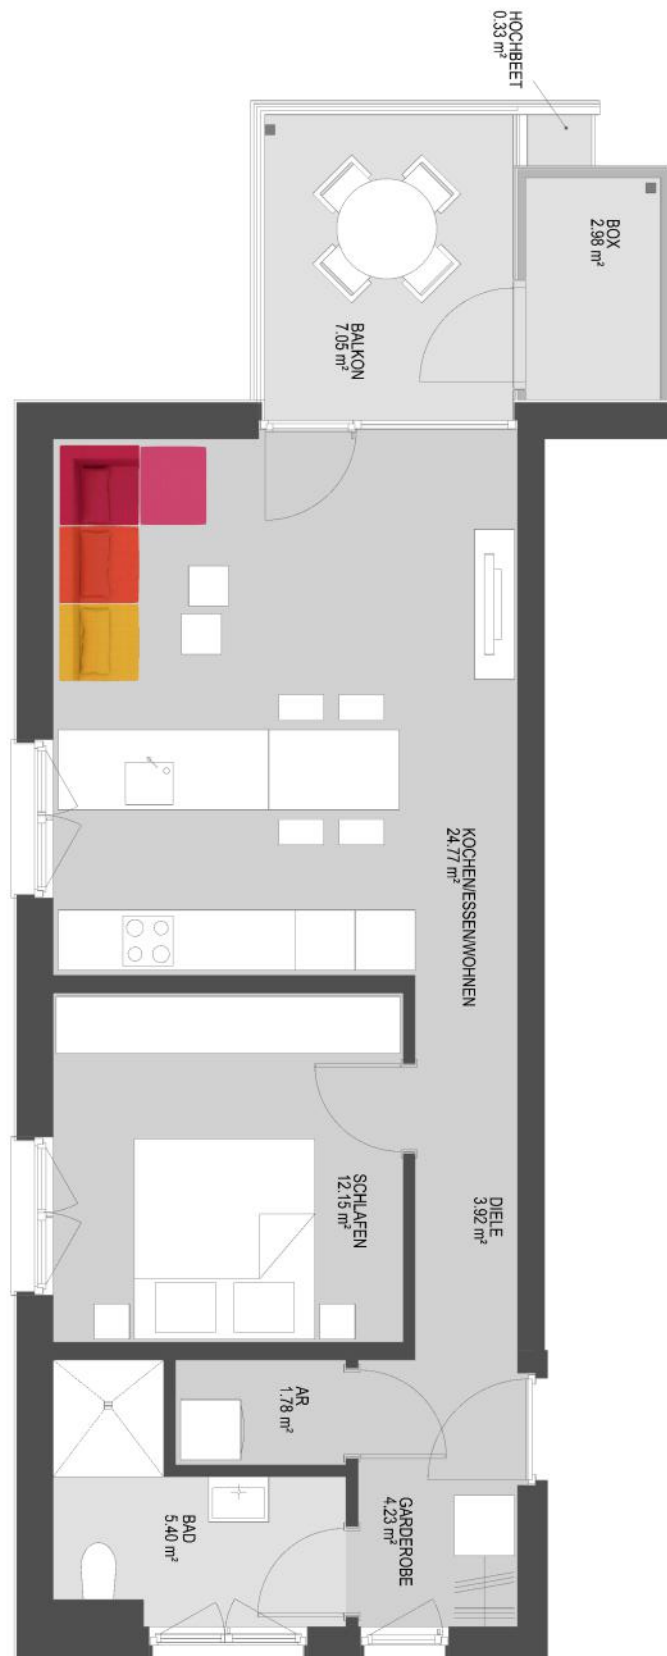 HOCHBEET
0.33 m²
BOX
2.98 m²
BALKON
7.05 m²
KOCHEN/ESSEN/WOHNEN
24.77 m²
SCHLAFEN
12.15 m²
DIELE
3.92 m²
AR
1.78 m²
GARDEROBE
4.23 m²
BAD
5.40 m²